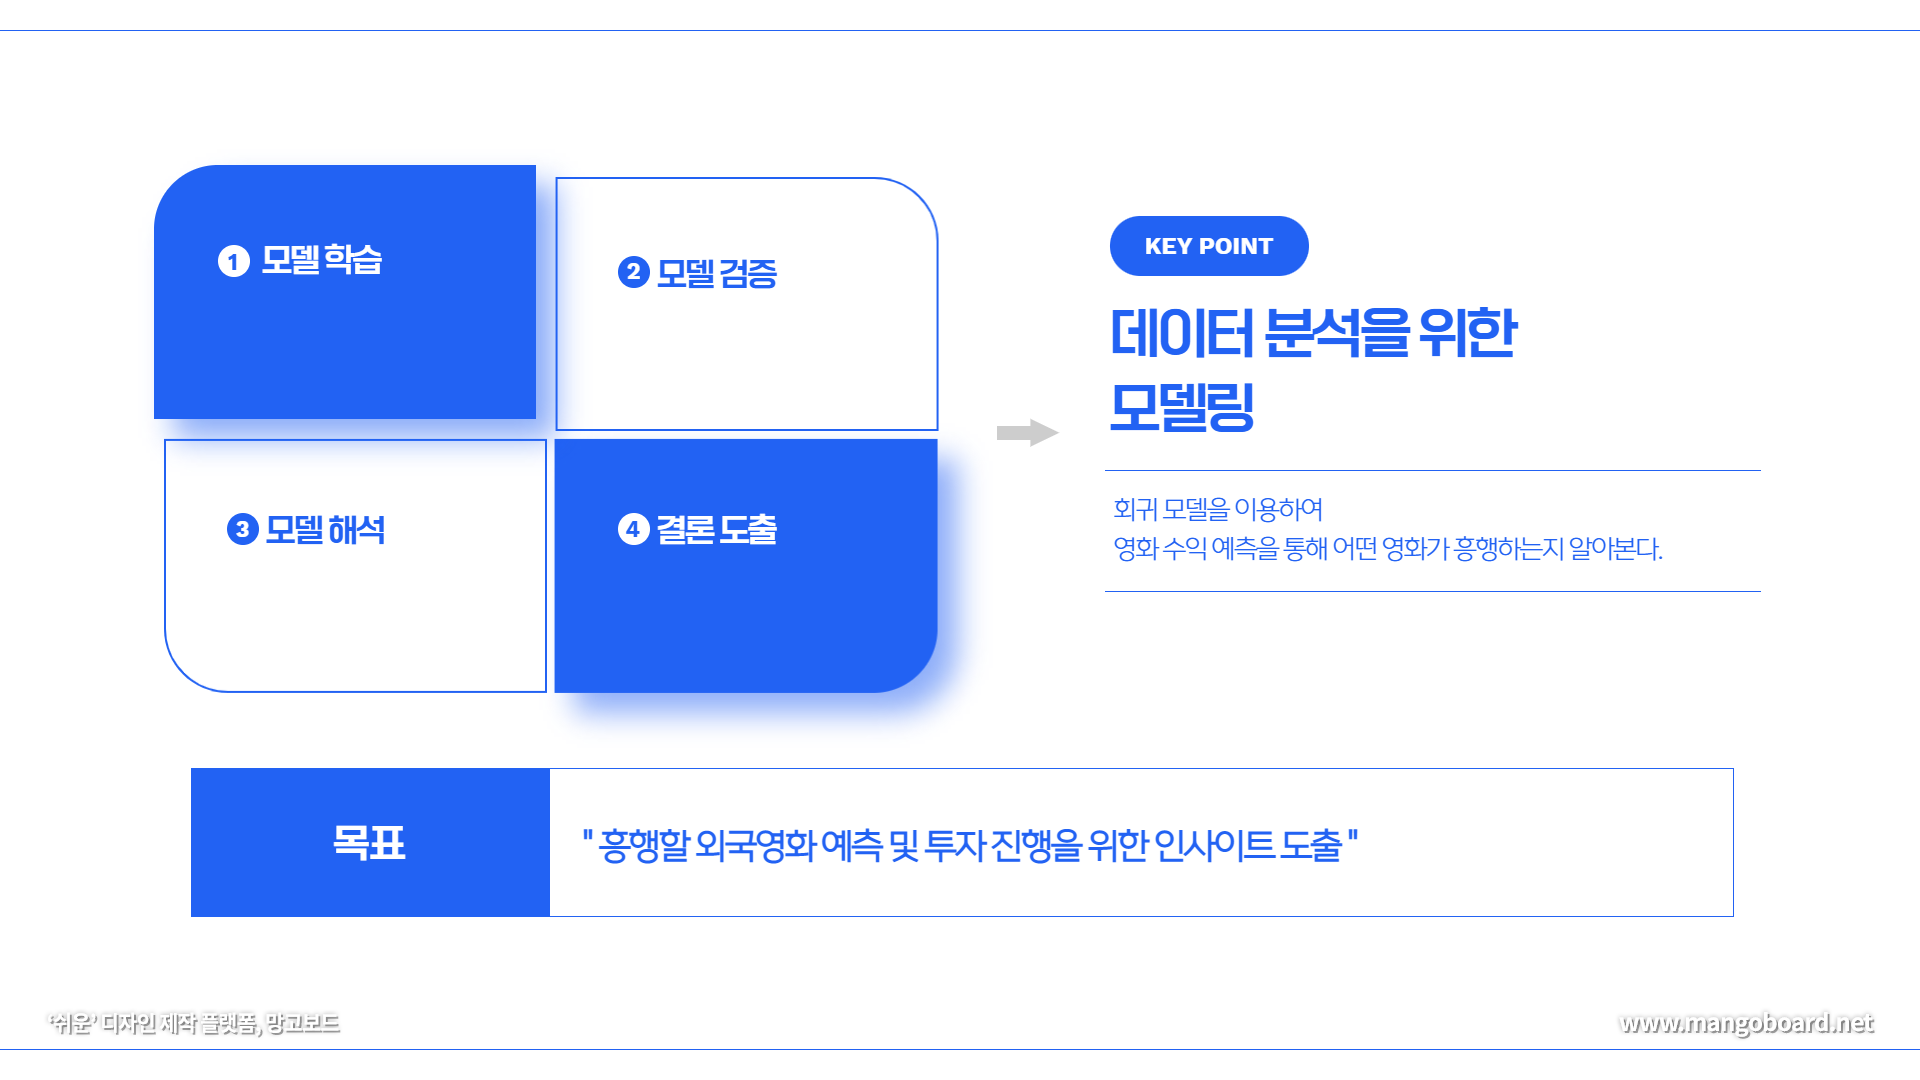 1 모델 학습
2 모델 검증
3 모델 해석
4 결론 도출
KEY POINT
데이터 분석을 위한
모델링
회귀 모델을 이용하여
영화 수익 예측을 통해 어떤 영화가 흥행하는지 알아본다.
목표
" 흥행할 외국영화 예측 및 투자 진행을 위한 인사이트 도출 "
‘쉬운’ 디자인 제작 플랫폼, 망고보드
www.mangoboard.net